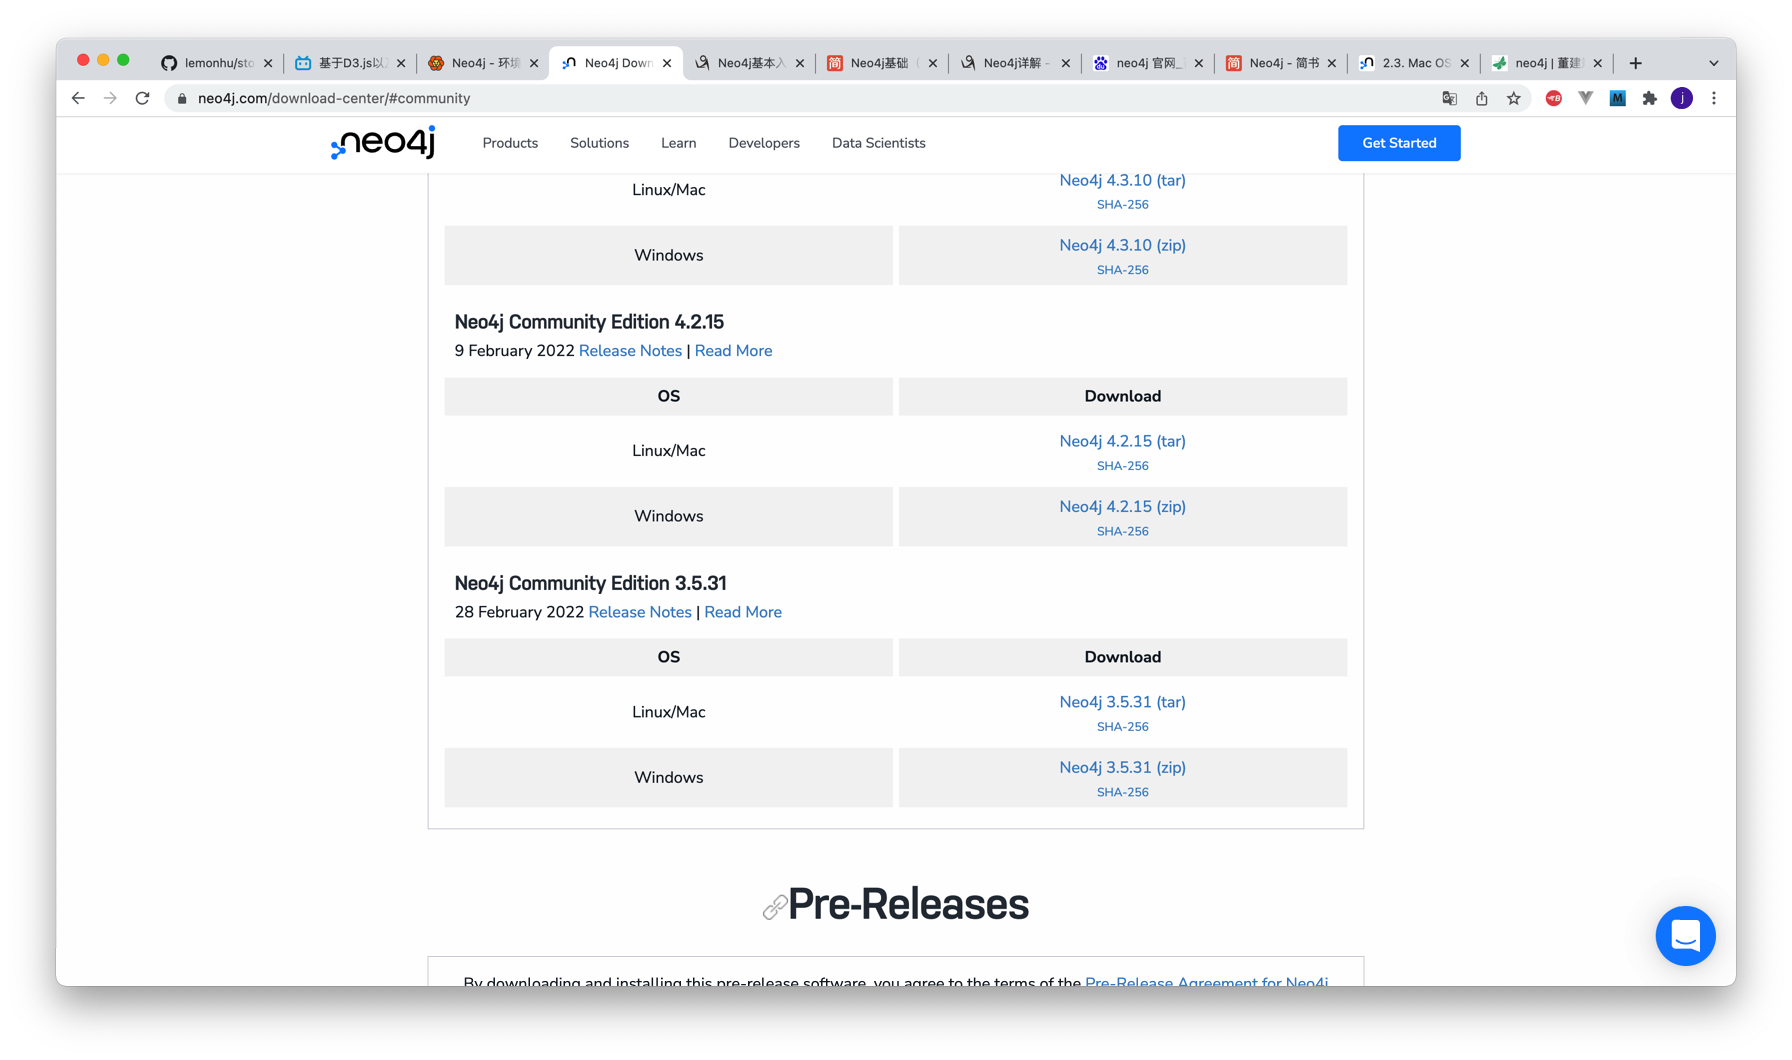 lemonhu/sto
基于D3.js以
Neo4j - 环境
Neo4j Down
Neo4j基本入
Neo4j基础
Neo4j详解 -
neo4j 官网_
Neo4j - 简书
2.3. Mac OS
neo4j | 董建
neo4j.com/download-center/#community
neo4j
Products
Solutions
Learn
Developers
Data Scientists
Get Started
Linux/Mac
Neo4j 4.3.10 (tar)
SHA-256
Windows
Neo4j 4.3.10 (zip)
SHA-256
Neo4j Community Edition 4.2.15
9 February 2022 Release Notes | Read More
OS
Download
Linux/Mac
Neo4j 4.2.15 (tar)
SHA-256
Windows
Neo4j 4.2.15 (zip)
SHA-256
Neo4j Community Edition 3.5.31
28 February 2022 Release Notes | Read More
OS
Download
Linux/Mac
Neo4j 3.5.31 (tar)
SHA-256
Windows
Neo4j 3.5.31 (zip)
SHA-256
Pre-Releases
By downloading and installing this pre-release software, you agree to the terms of the Pre-Release Agreement for Neo4j